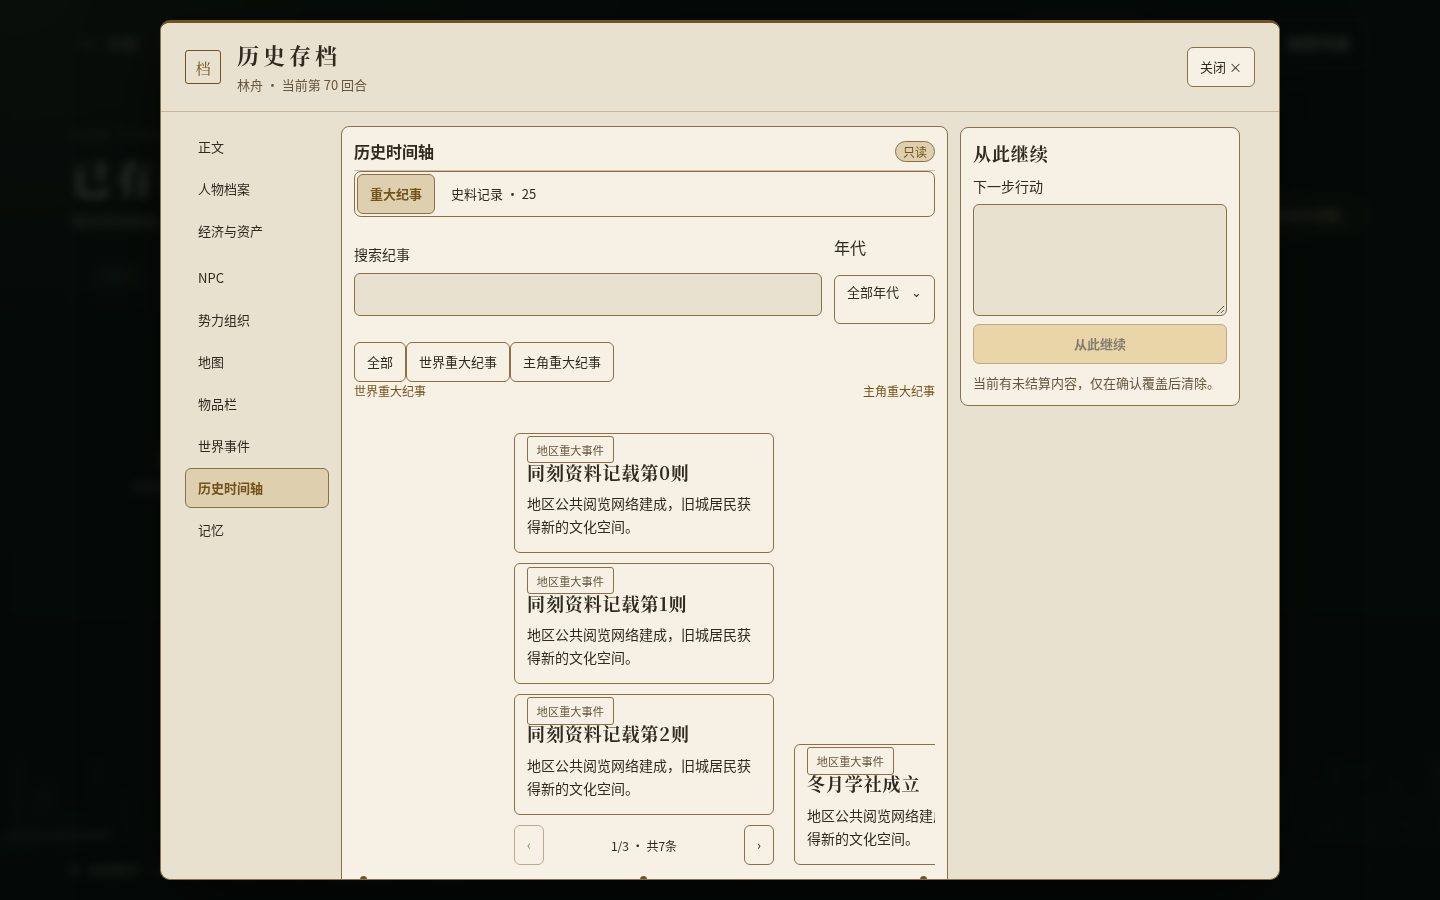 档
历史存档
林舟 · 当前第 70 回合
关闭 ×
正文
人物档案
经济与资产
NPC
势力组织
地图
物品栏
世界事件
历史时间轴
记忆
历史时间轴
只读
重大纪事
史料记录 · 25
搜索纪事
年代
全部年代
全部
世界重大纪事
主角重大纪事
世界重大纪事
主角重大纪事
地区重大事件
同刻资料记载第0则
地区公共阅览网络建成，旧城居民获
得新的文化空间。
地区重大事件
同刻资料记载第1则
地区公共阅览网络建成，旧城居民获
得新的文化空间。
地区重大事件
同刻资料记载第2则
地区公共阅览网络建成，旧城居民获
得新的文化空间。
‹
1/3 · 共7条
›
地区重大事件
冬月学社成立
地区公共阅览网络建
得新的文化空间。
从此继续
下一步行动
从此继续
当前有未结算内容，仅在确认覆盖后清除。